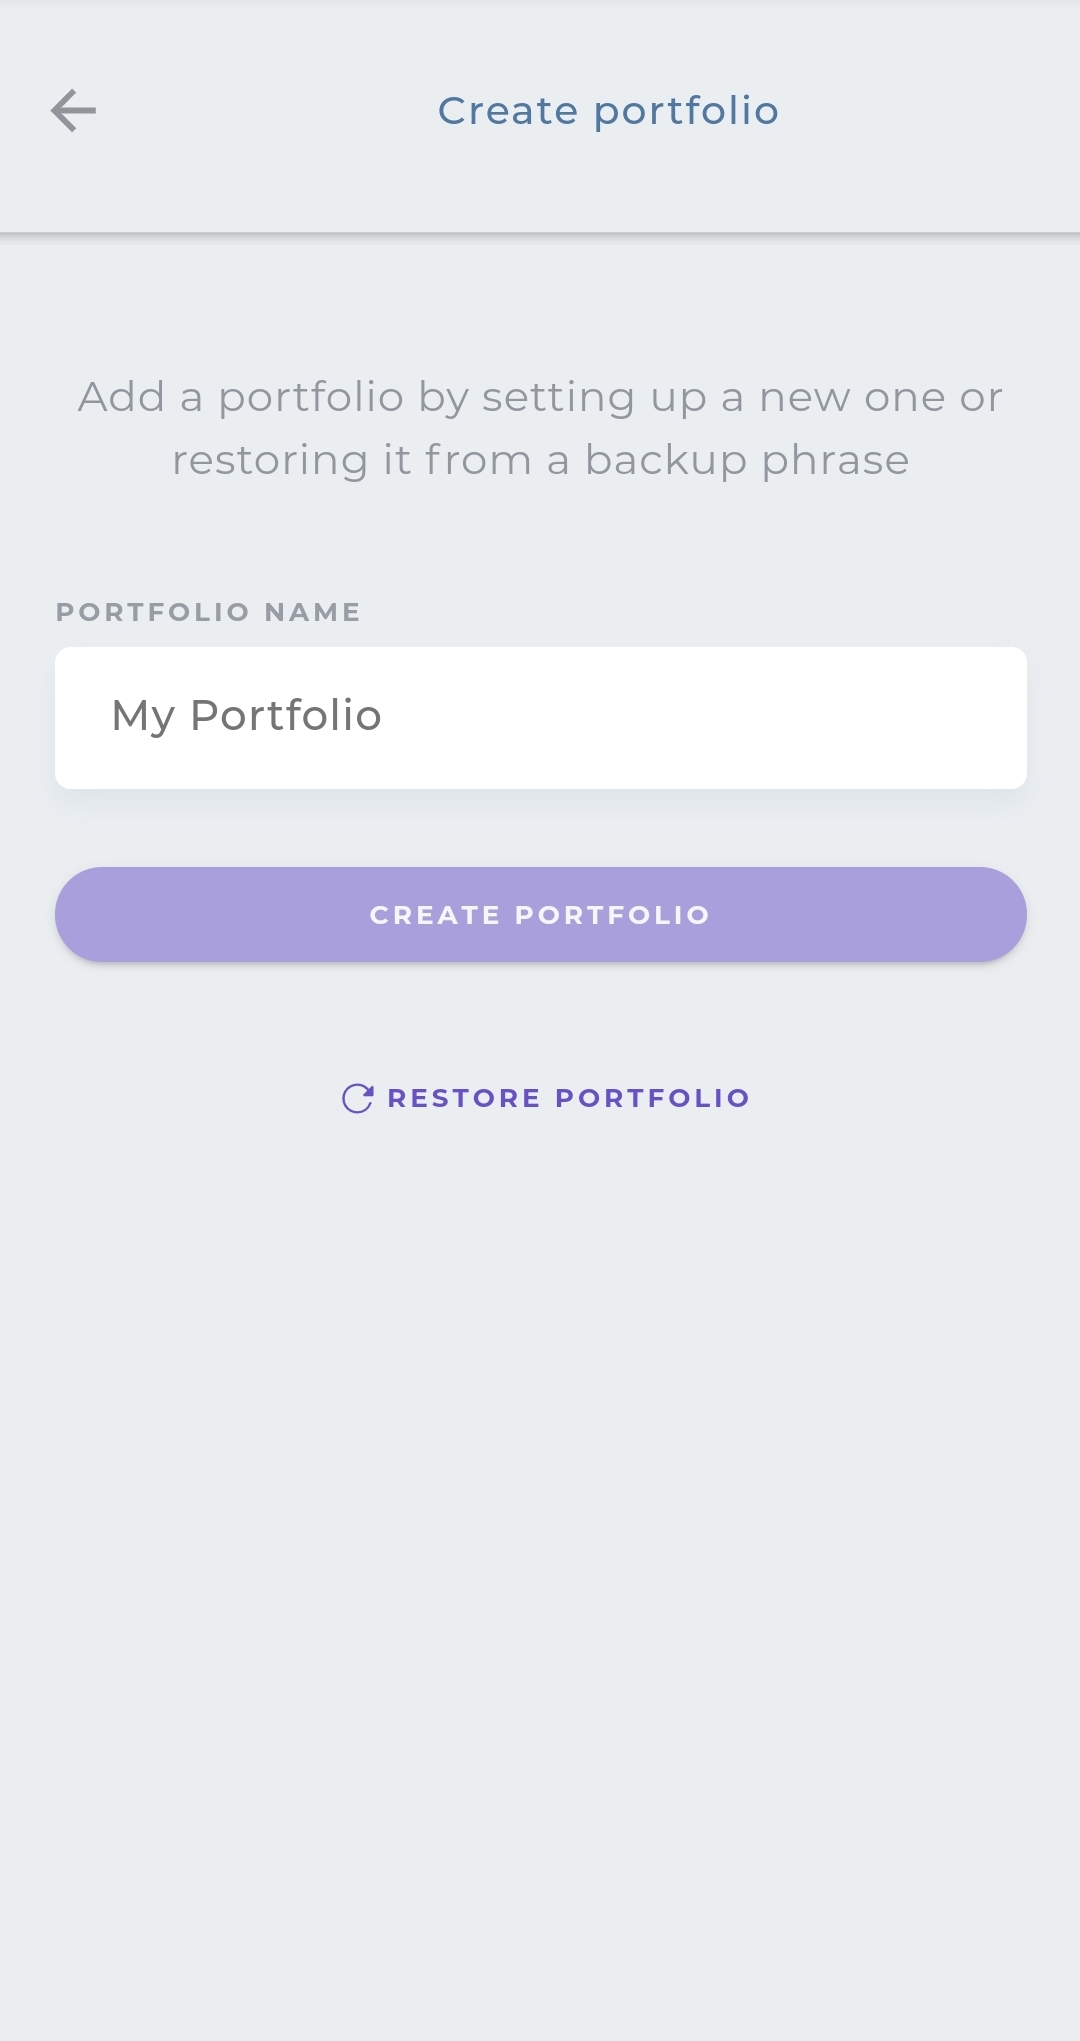 Create portfolio
Add a portfolio by setting up a new one or
restoring it from a backup phrase
PORTFOLIO NAME
My Portfolio
CREATE PORTFOLIO
RESTORE PORTFOLIO